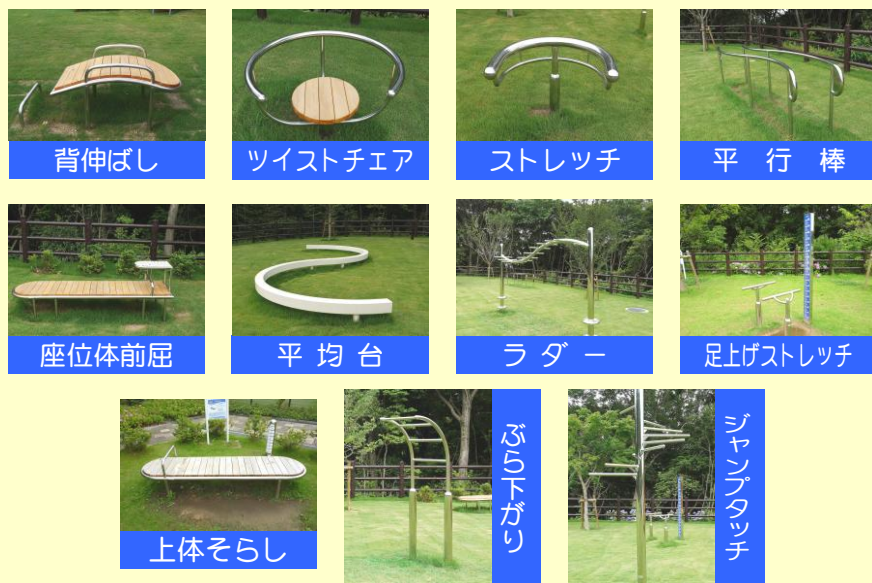 背伸ばし
ツイストチェア
ストレッチ
平行棒
座位体前屈
平均台
ラダー
足上げストレッチ
上体そらし
ぶら下がり
ジャンプタッチ